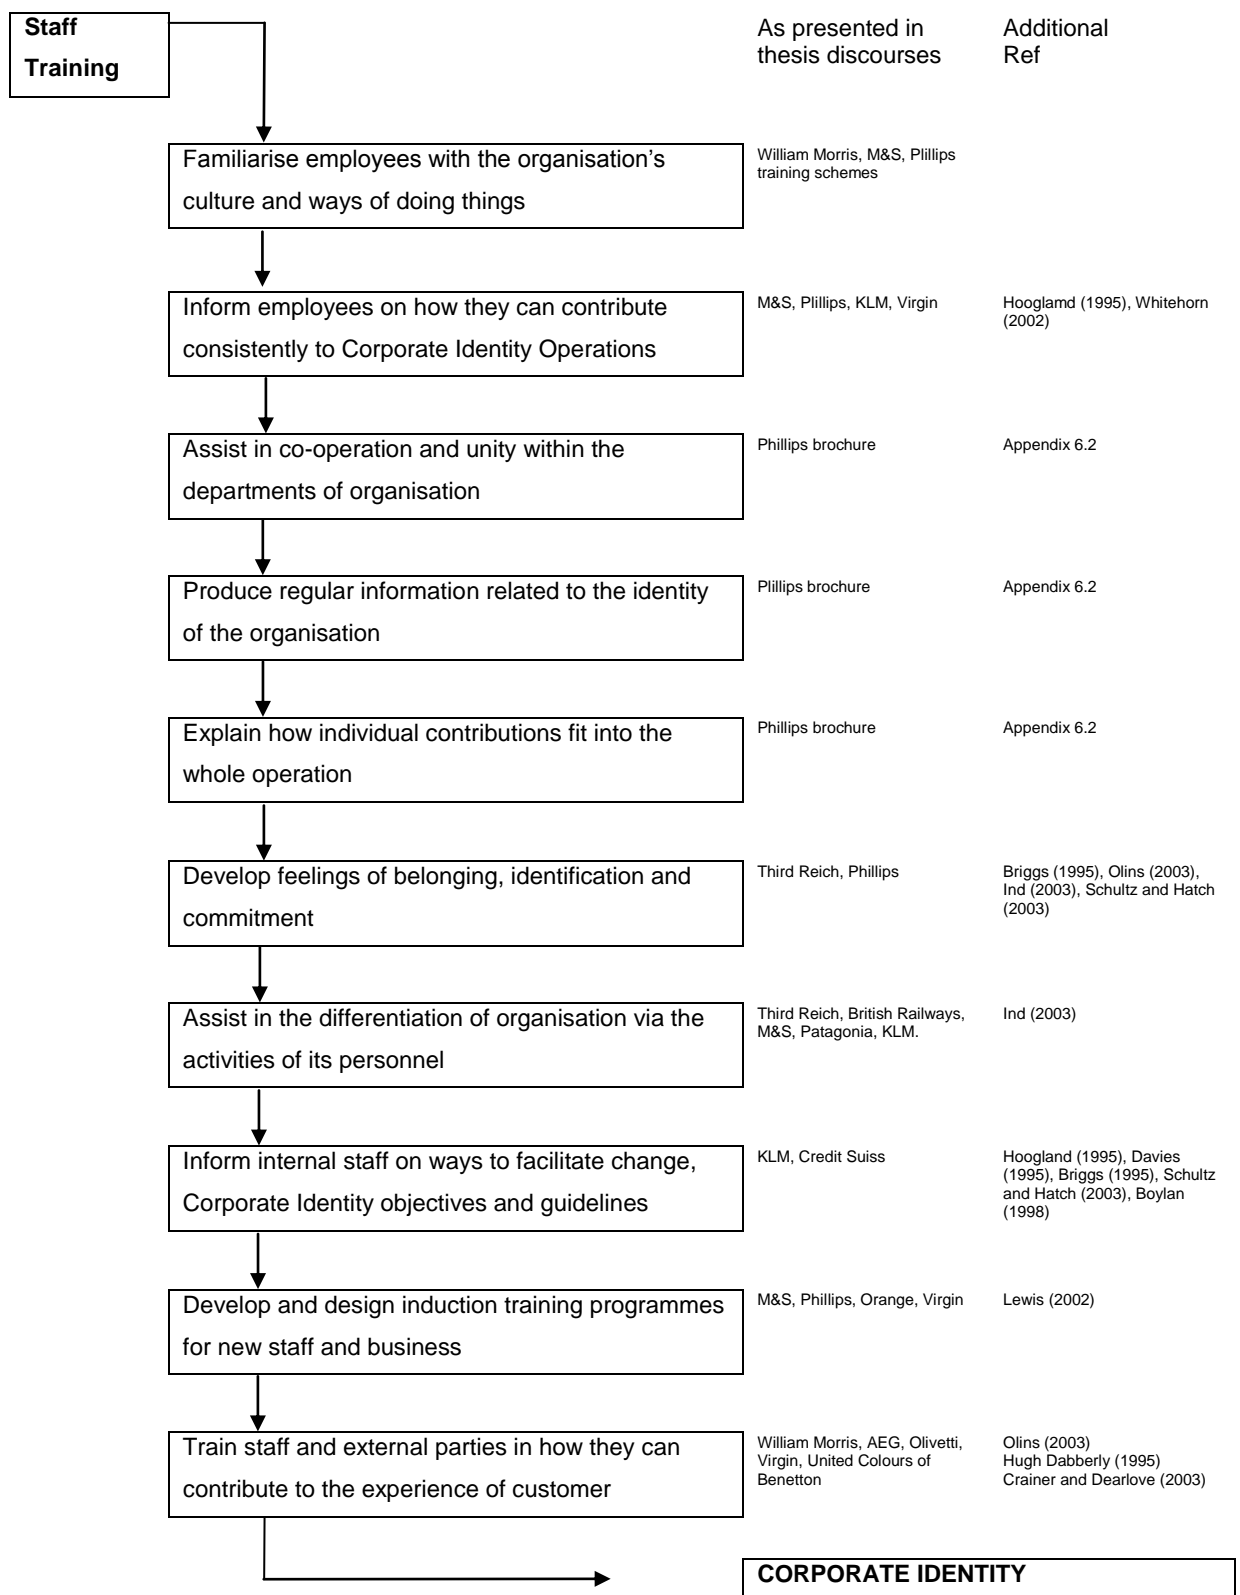 Staff
Training
As presented in
thesis discourses
Additional
Ref
Familiarise employees with the organisation's
culture and ways of doing things
William Morris, M&S, Plillips
training schemes
Inform employees on how they can contribute
consistently to Corporate Identity Operations
M&S, Plillips, KLM, Virgin
Hooglamd (1995), Whitehorn
(2002)
Assist in co-operation and unity within the
departments of organisation
Phillips brochure
Appendix 6.2
Produce regular information related to the identity
of the organisation
Plillips brochure
Appendix 6.2
Explain how individual contributions fit into the
whole operation
Phillips brochure
Appendix 6.2
Develop feelings of belonging, identification and
commitment
Third Reich, Phillips
Briggs (1995), Olins (2003),
Ind (2003), Schultz and Hatch
(2003)
Assist in the differentiation of organisation via the
activities of its personnel
Third Reich, British Railways,
M&S, Patagonia, KLM.
Ind (2003)
Inform internal staff on ways to facilitate change,
Corporate Identity objectives and guidelines
KLM, Credit Suiss
Hoogland (1995), Davies
(1995), Briggs (1995), Schultz
and Hatch (2003), Boylan
(1998)
Develop and design induction training programmes
for new staff and business
M&S, Phillips, Orange, Virgin
Lewis (2002)
Train staff and external parties in how they can
contribute to the experience of customer
William Morris, AEG, Olivetti,
Virgin, United Colours of
Benetton
Olins (2003)
Hugh Dabberly (1995)
Crainer and Dearlove (2003)
CORPORATE IDENTITY